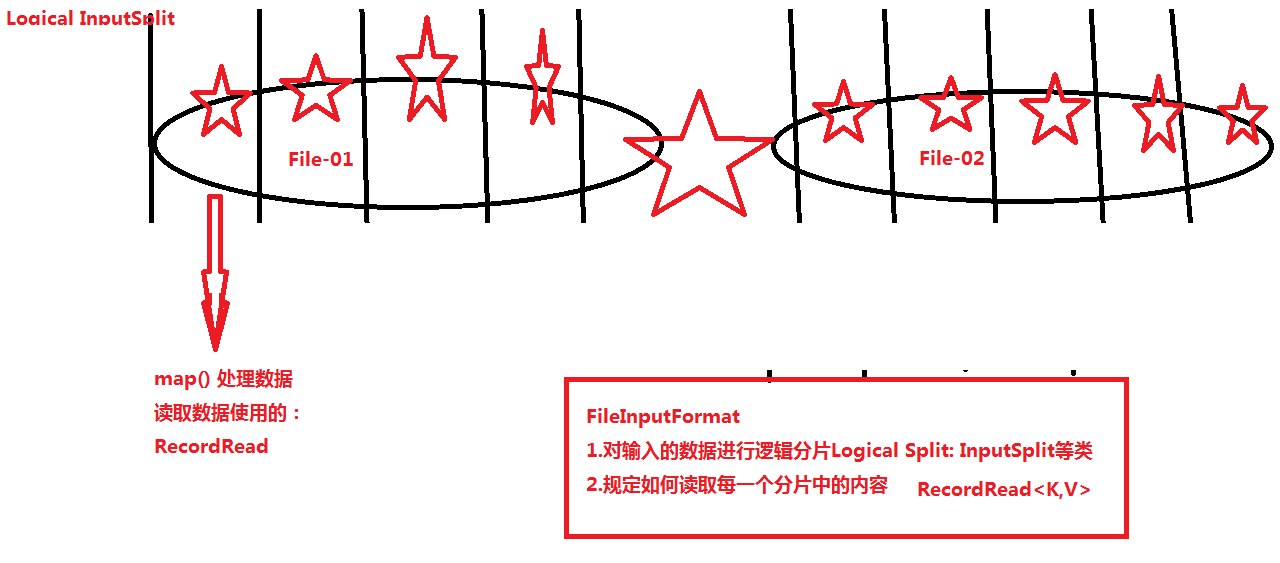 Logical InputSplit
File-01
File-02
map() 处理数据
读取数据使用的：
RecordRead
FileInputFormat
1.对输入的数据进行逻辑分片Logical Split: InputSplit等类
2.规定如何读取每一个分片中的内容 RecordRead<K,V>